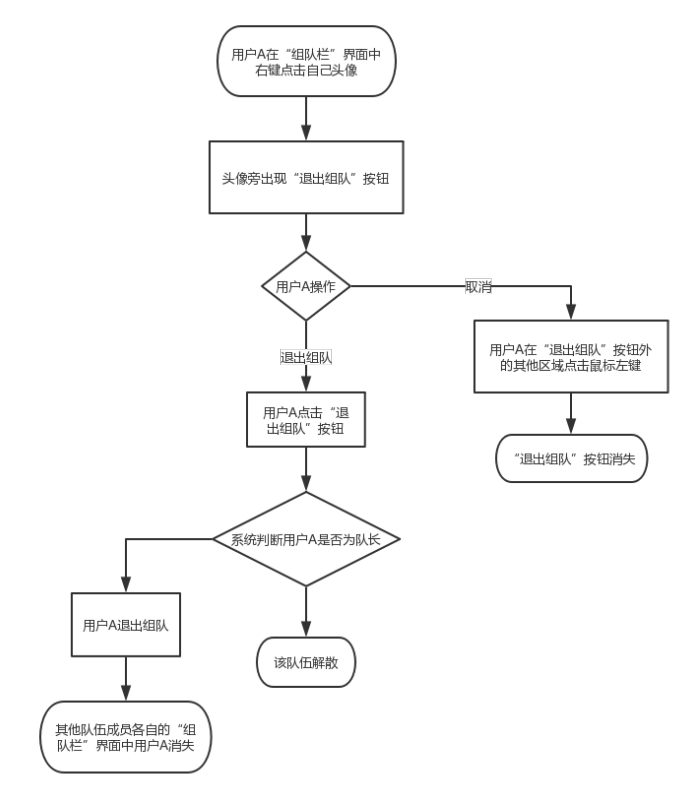 用户A在“组队栏”界面中
右键点击自己头像
头像旁出现“退出组队”按钮
用户A操作
取消
用户A在“退出组队”按钮外
的其他区域点击鼠标左键
“退出组队”按钮消失
退出组队
用户A点击“退
出组队”按钮
系统判断用户A是否为队长
用户A退出组队
该队伍解散
其他队伍成员各自的“组
队栏”界面中用户A消失